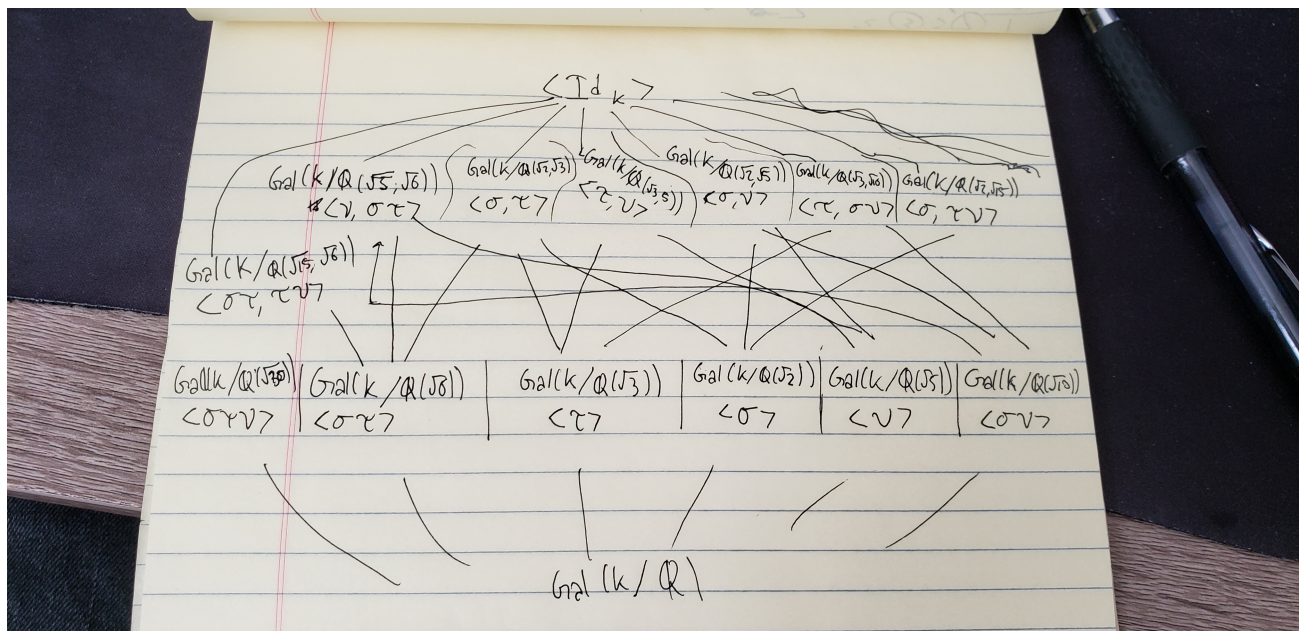 <Id_K>
Gal(K/Q(√5,√6)) Gal(K/Q(√2,√3)) Gal(K/Q(√3,√5)) Gal(K/Q(√2,√5)) Gal(K/Q(√3,√10)) Gal(K/Q(√2,√15))
<ν, στ> <σ, τ> <τ, ν> <σ, ν> <τ, σν> <σ, τν>
Gal(K/Q(√15, √6))
<στ, τν>
Gal(K/Q(√30)) Gal(K/Q(√6)) Gal(K/Q(√3)) Gal(K/Q(√2)) Gal(K/Q(√5)) Gal(K/Q(√10))
<στν> <στ> <τ> <σ> <ν> <σν>
Gal(K/Q)